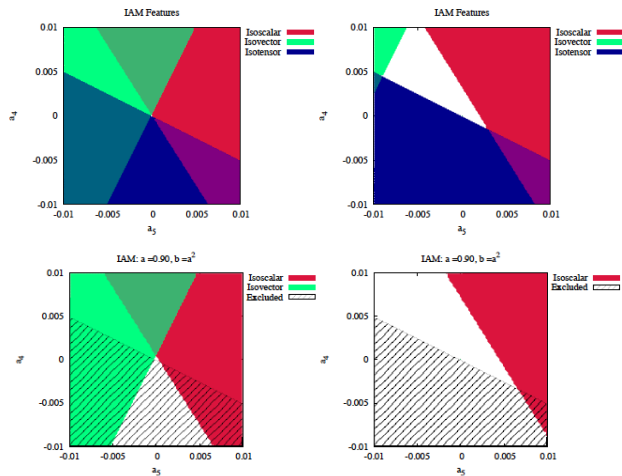 IAM Features
Isoscalar
Isovector
Isotensor
0.01
0.005
0
-0.005
-0.01
a4
-0.01 -0.005 0 0.005 0.01
a5
IAM Features
Isoscalar
Isovector
Isotensor
0.01
0.005
0
-0.005
-0.01
a4
-0.01 -0.005 0 0.005 0.01
a5
IAM: a =0.90, b =a²
Isoscalar
Isovector
Excluded
0.01
0.005
0
-0.005
-0.01
a4
-0.01 -0.005 0 0.005 0.01
a5
IAM: a =0.90, b =a²
Isoscalar
Excluded
0.01
0.005
0
-0.005
-0.01
a4
-0.01 -0.005 0 0.005 0.01
a5